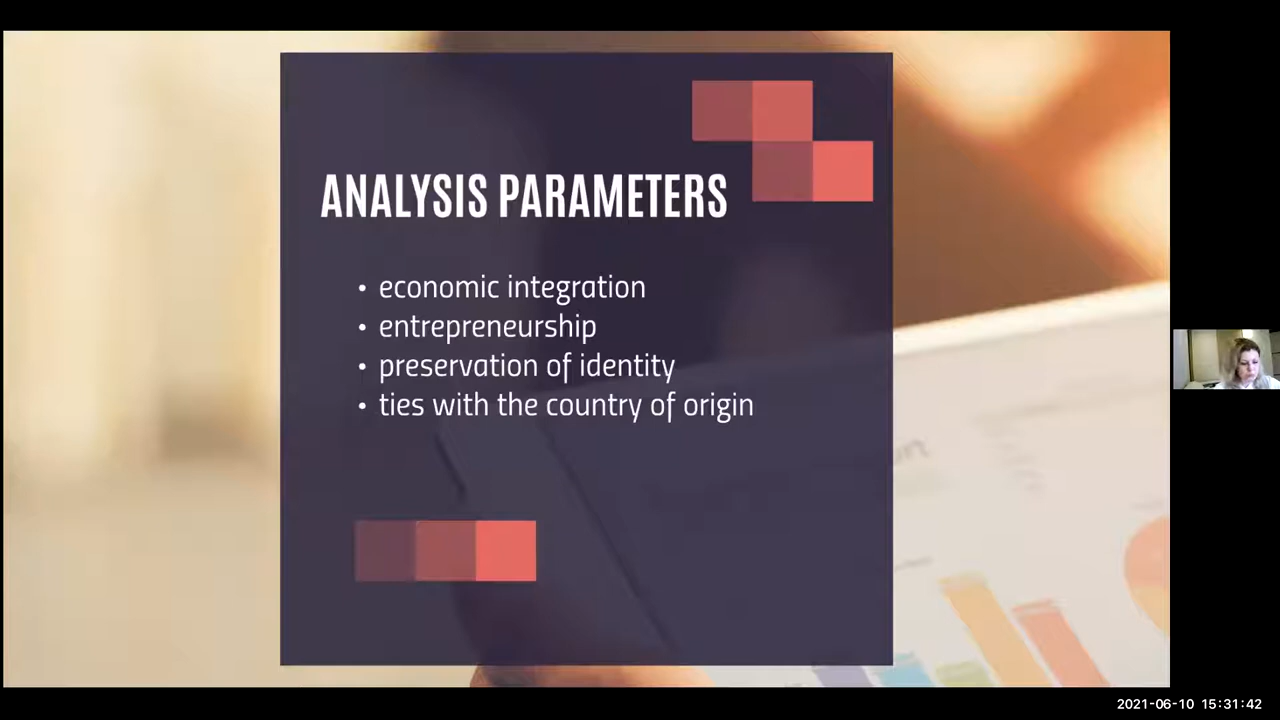 ANALYSIS PARAMETERS
• economic integration
• entrepreneurship
• preservation of identity
• ties with the country of origin
2021-06-10 15:31:42